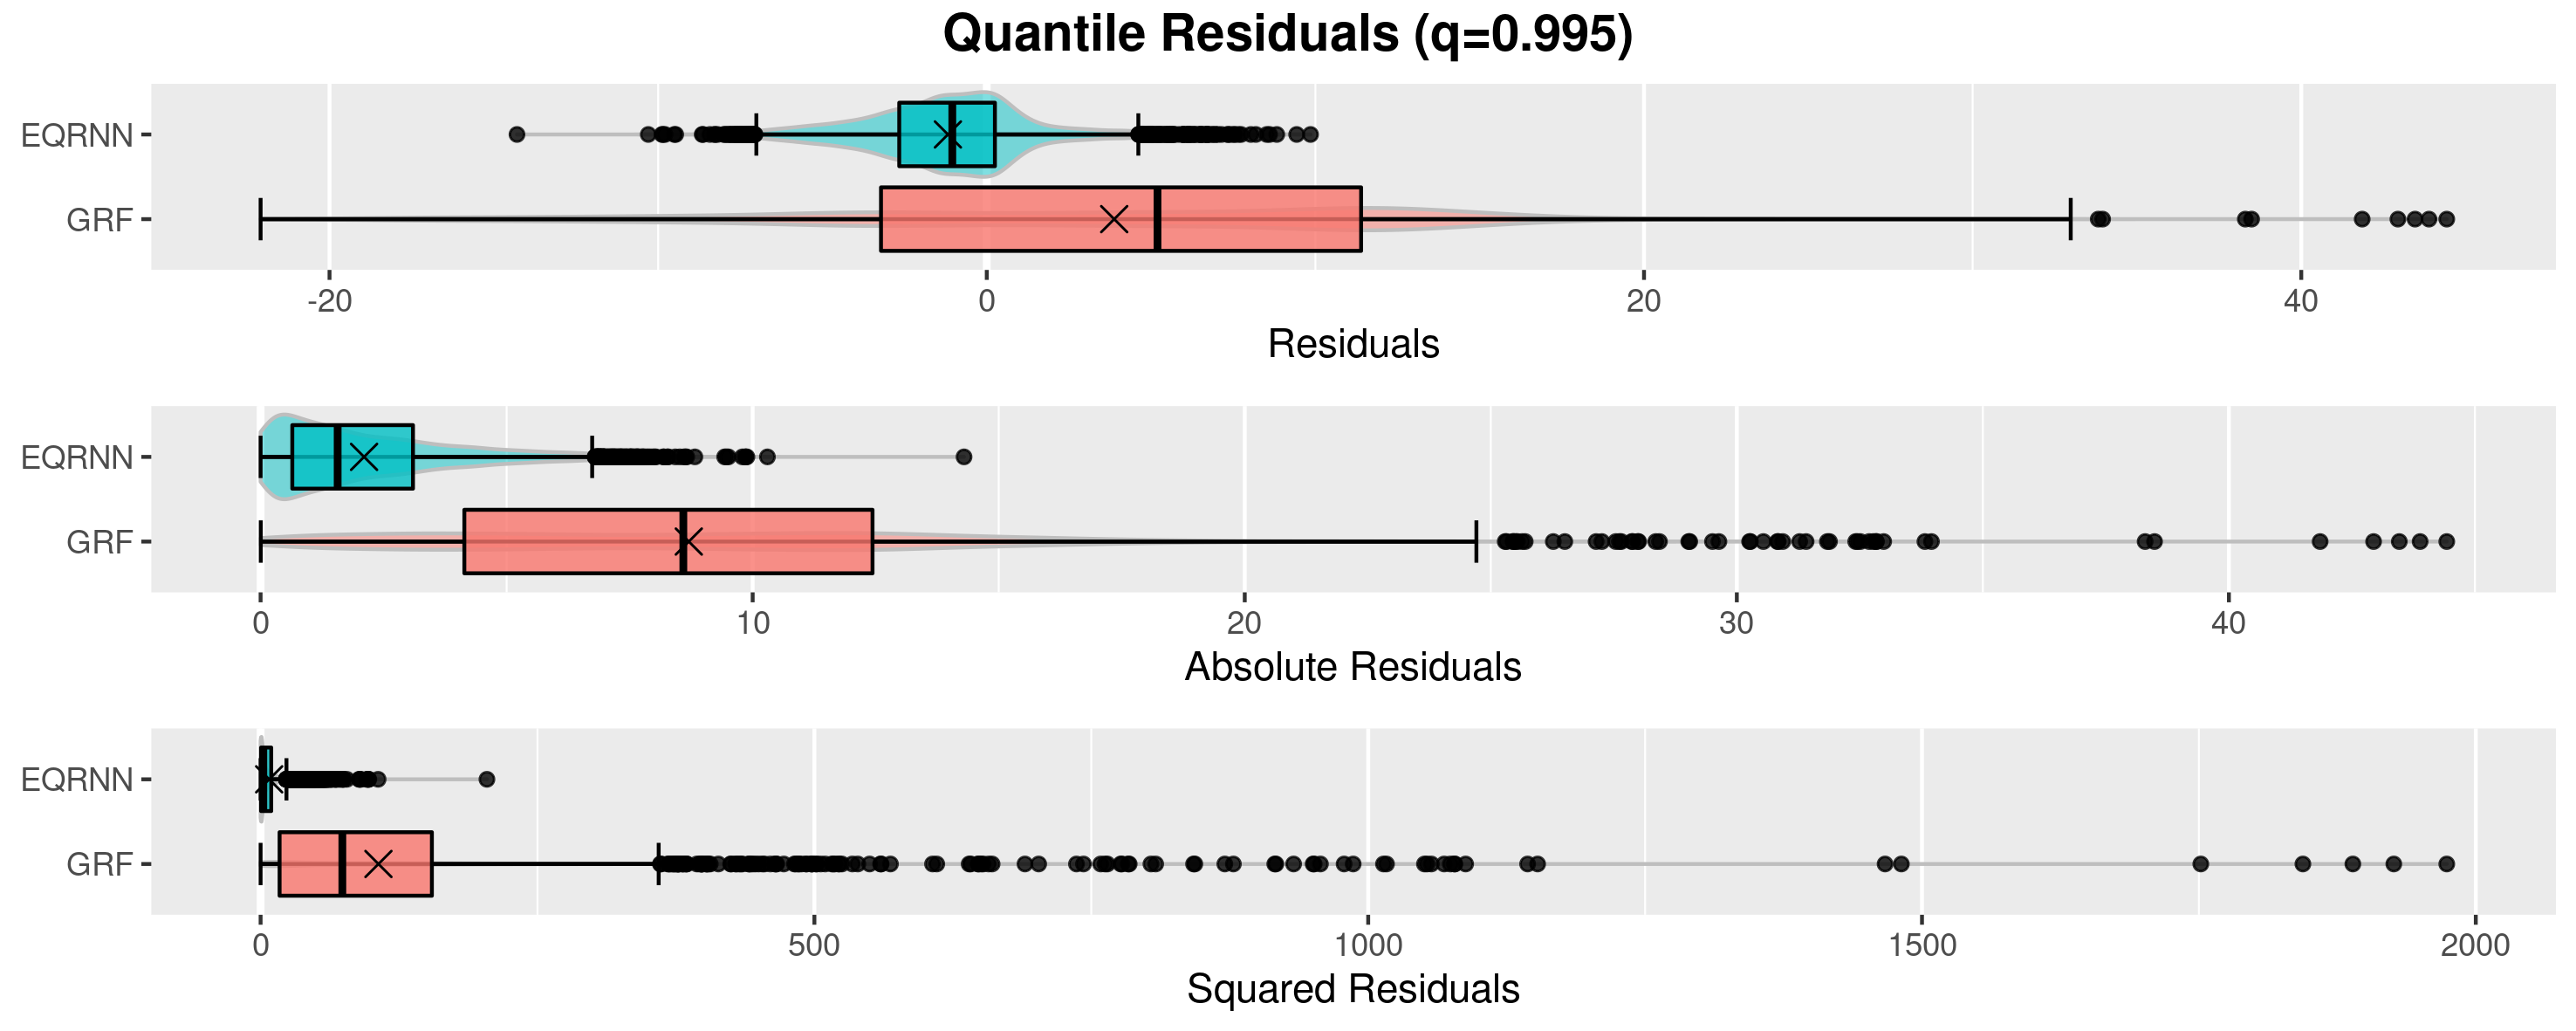 Quantile Residuals (q=0.995)
EQRNN
GRF
-20 0 20 40
Residuals
EQRNN
GRF
0 10 20 30 40
Absolute Residuals
EQRNN
GRF
0 500 1000 1500 2000
Squared Residuals